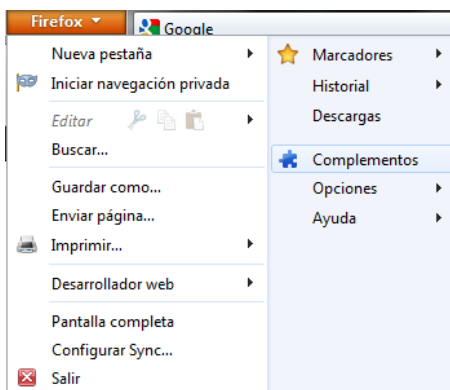 Firefox
Google
Nueva pestaña
Iniciar navegación privada
Editar
Buscar...
Guardar como...
Enviar página...
Imprimir...
Desarrollador web
Pantalla completa
Configurar Sync...
Salir
Marcadores
Historial
Descargas
Complementos
Opciones
Ayuda